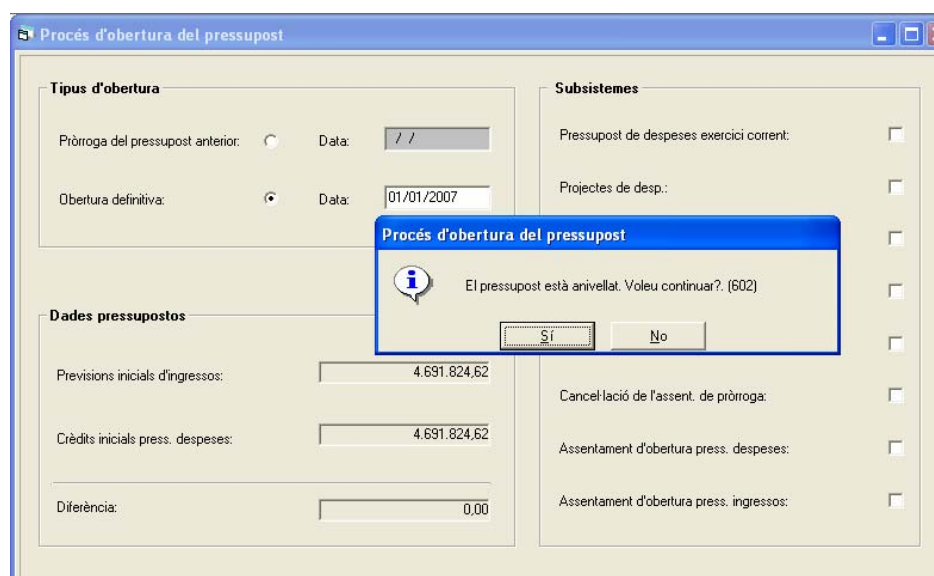 Procés d'obertura del pressupost
Tipus d'obertura
Pròrroga del pressupost anterior:
Data:
/ /
Obertura definitiva:
Data:
01/01/2007
Subsistemes
Pressupost de despeses exercici corrent:
Projectes de desp.:
Procés d'obertura del pressupost
El pressupost està anivellat. Voleu continuar?. (602)
Sí
No
Dades pressupostos
Previsions inicials d'ingressos:
4.691.824,62
Crèdits inicials press. despeses:
4.691.824,62
Diferència:
0,00
Cancel·lació de l'assent. de pròrroga:
Assentament d'obertura press. despeses:
Assentament d'obertura press. ingressos: